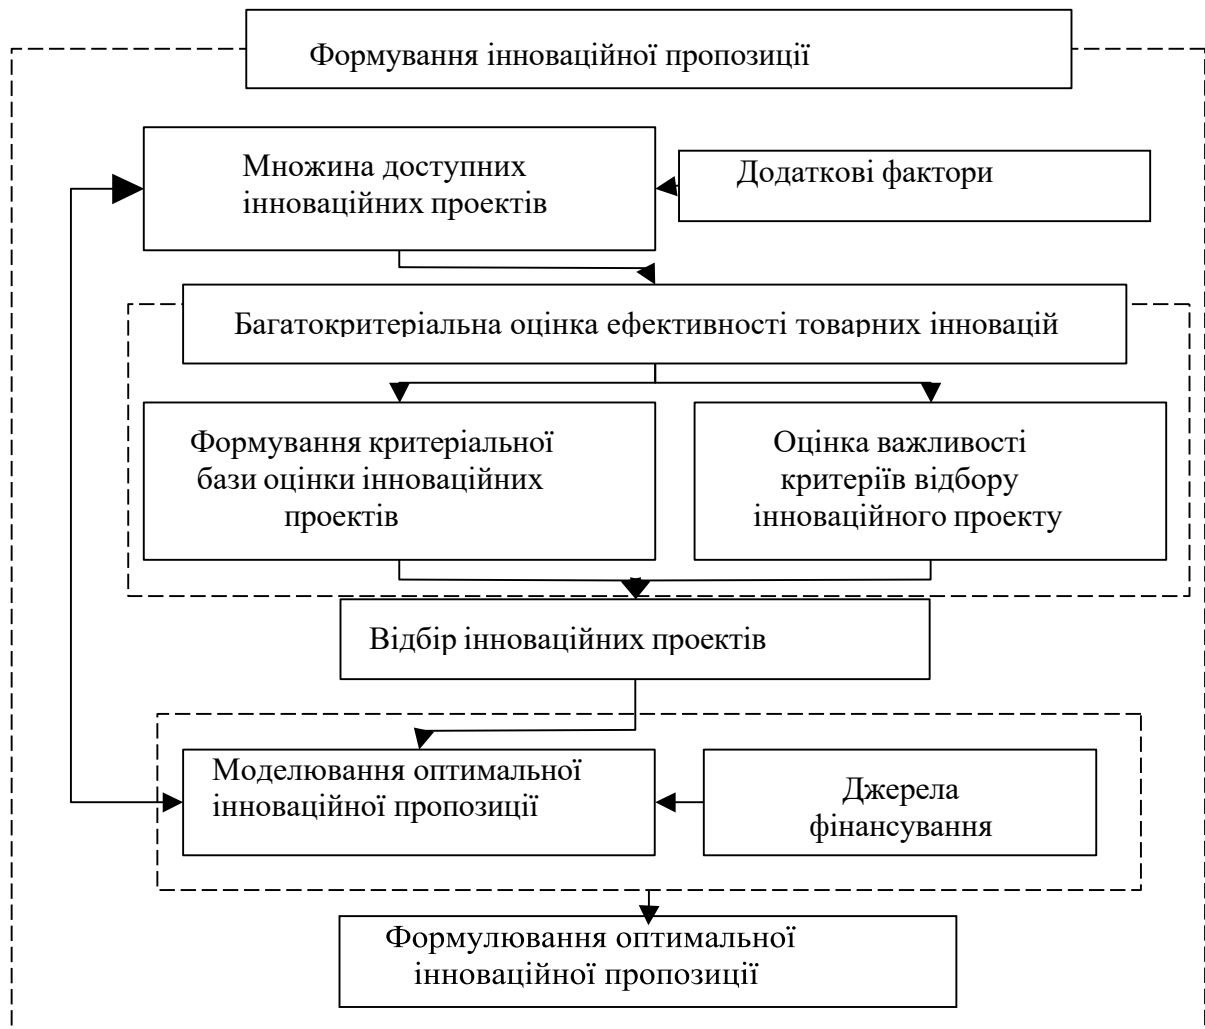 Формування інноваційної пропозиції
Множина доступних
інноваційних проектів
Додаткові фактори
Багатокритеріальна оцінка ефективності товарних інновацій
Формування критеріальної
бази оцінки інноваційних
проектів
Оцінка важливості
критеріїв відбору
інноваційного проекту
Відбір інноваційних проектів
Моделювання оптимальної
інноваційної пропозиції
Джерела
фінансування
Формулювання оптимальної
інноваційної пропозиції